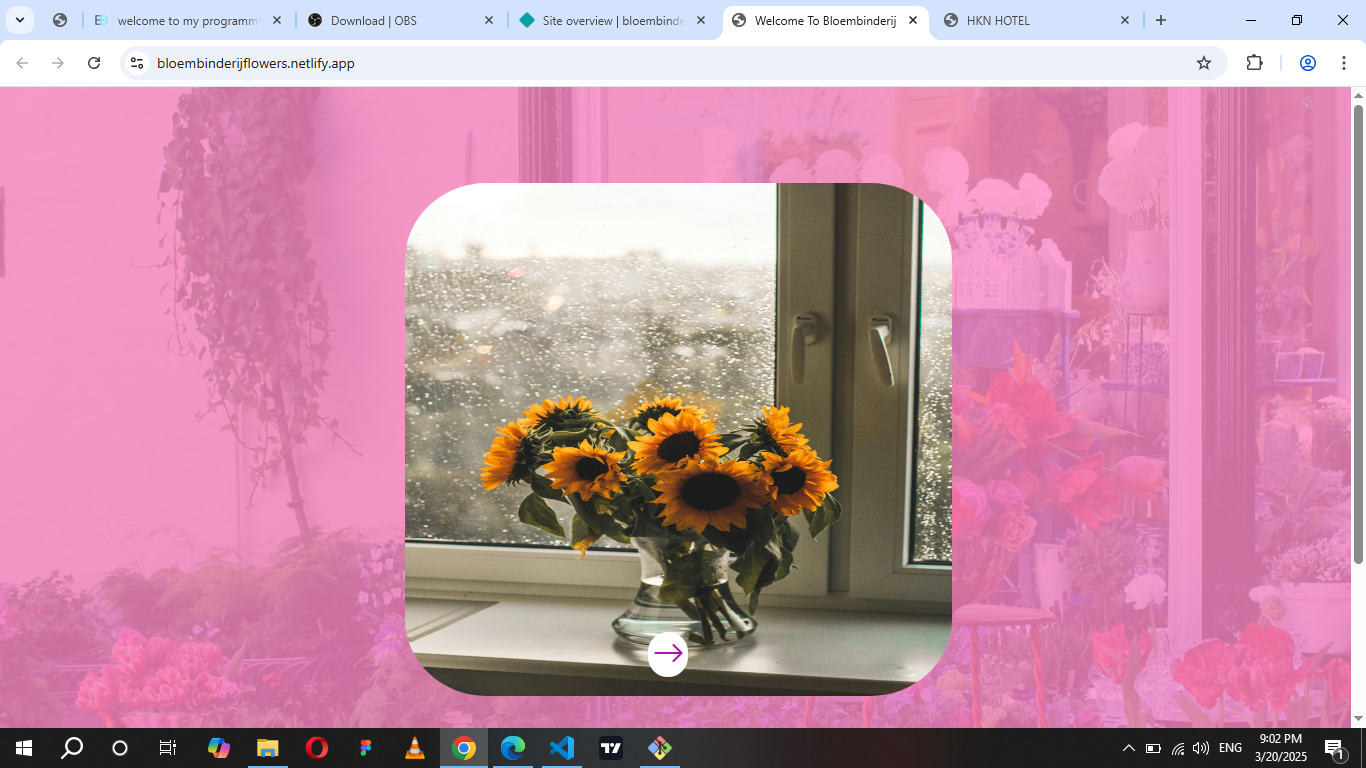 welcome to my programm
Download | OBS
Site overview | bloembinde
Welcome To Bloembinderij
HKN HOTEL
bloembinderijflowers.netlify.app
ENG
9:02 PM
3/20/2025
1